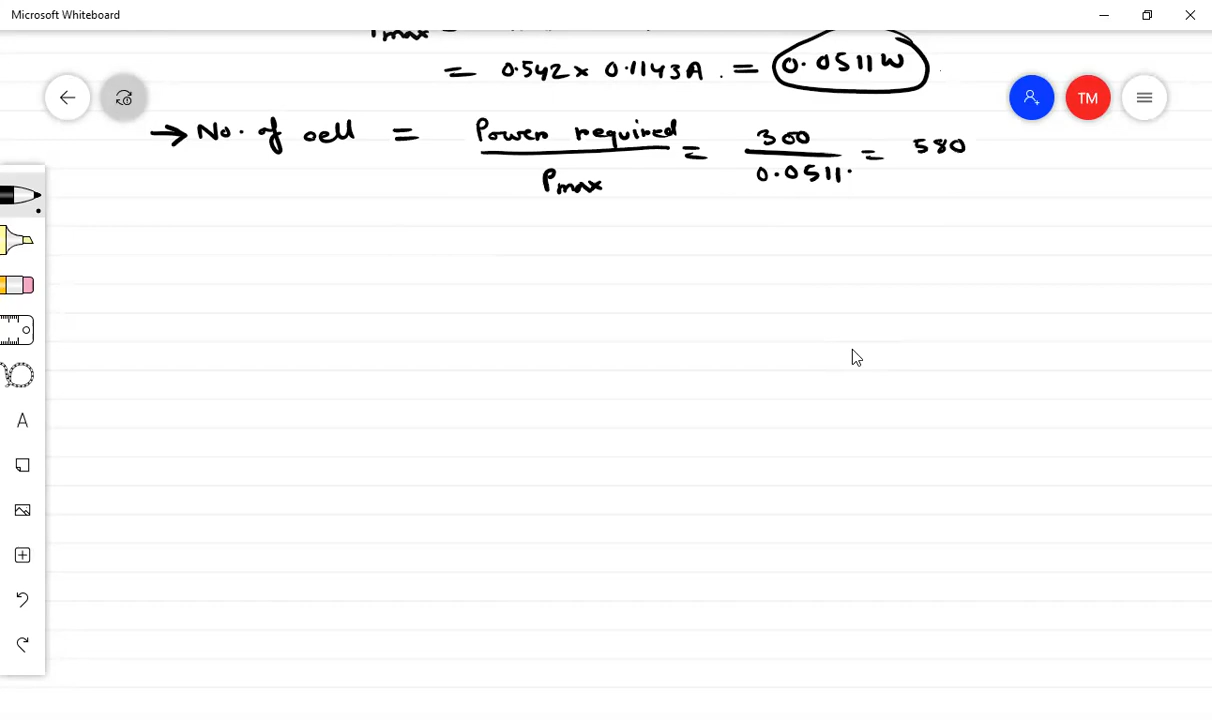 Microsoft Whiteboard
= 0.542 × 0.1143A . = 0.0511W
TM
→ No. of cell = Power required / Pmax = 300 / 0.0511. = 580
A